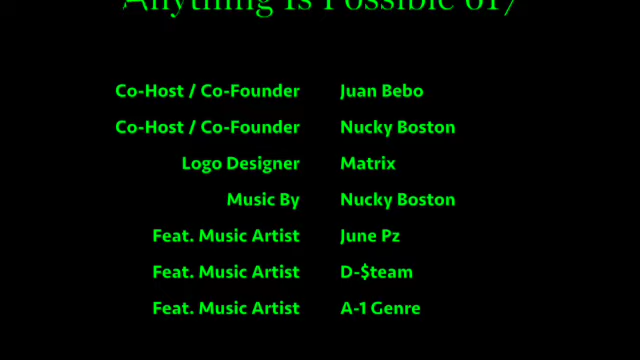 Anything Is Possible 617
Co-Host / Co-Founder Juan Bebo
Co-Host / Co-Founder Nucky Boston
Logo Designer Matrix
Music By Nucky Boston
Feat. Music Artist June Pz
Feat. Music Artist D-$team
Feat. Music Artist A-1 Genre